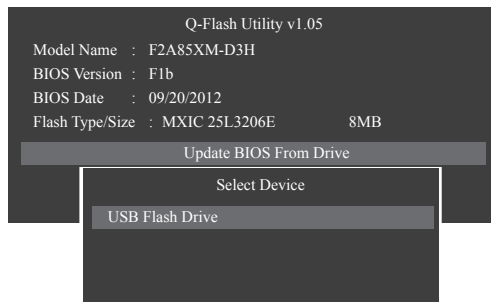 Q-Flash Utility v1.05
Model Name : F2A85XM-D3H
BIOS Version : F1b
BIOS Date : 09/20/2012
Flash Type/Size : MXIC 25L3206E 8MB
Update BIOS From Drive
Select Device
USB Flash Drive